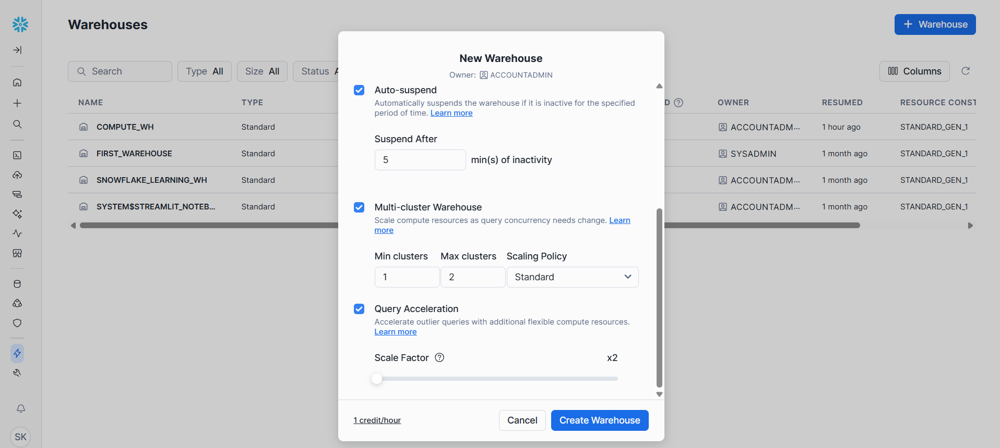 Warehouses
+ Warehouse
Search
Type All
Size All
Status
Columns
NAME
TYPE
D
OWNER
RESUMED
RESOURCE CONST
COMPUTE_WH
Standard
ACCOUNTADM...
1 hour ago
STANDARD_GEN_1
FIRST_WAREHOUSE
Standard
SYSADMIN
1 month ago
STANDARD_GEN_1
SNOWFLAKE_LEARNING_WH
Standard
ACCOUNTADM...
1 month ago
STANDARD_GEN_1
SYSTEM$STREAMLIT_NOTEB...
Standard
ACCOUNTADM...
1 month ago
STANDARD_GEN_1
SK
New Warehouse
Owner: ACCOUNTADMIN
Auto-suspend
Automatically suspends the warehouse if it is inactive for the specified
period of time. Learn more
Suspend After
5 min(s) of inactivity
Multi-cluster Warehouse
Scale compute resources as query concurrency needs change. Learn
more
Min clusters Max clusters Scaling Policy
1 2 Standard
Query Acceleration
Accelerate outlier queries with additional flexible compute resources.
Learn more
Scale Factor ? x2
1 credit/hour
Cancel
Create Warehouse